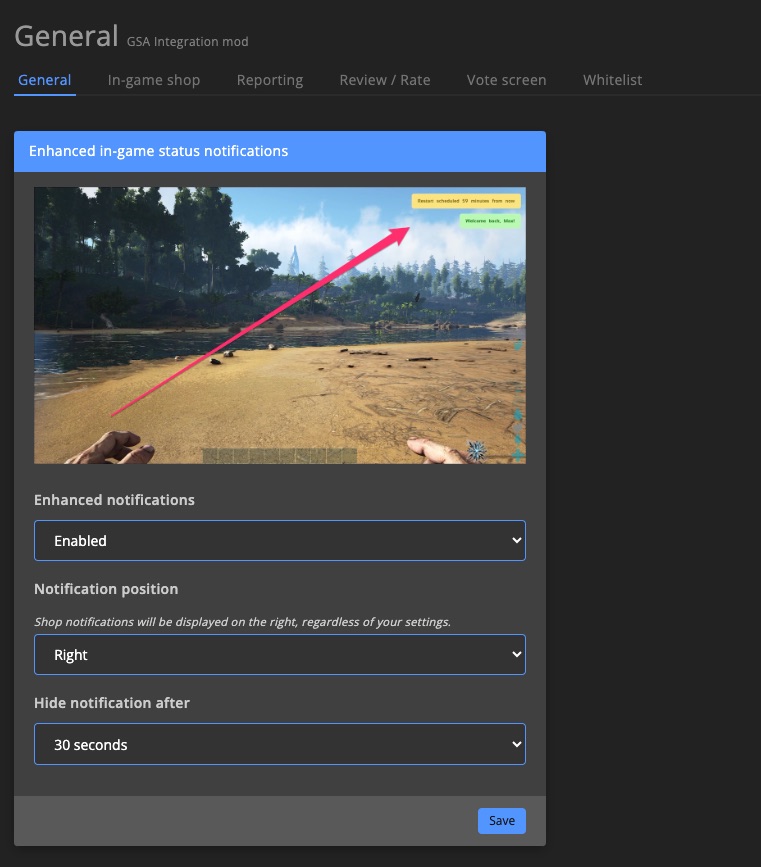 General GSA Integration mod
General In-game shop Reporting Review / Rate Vote screen Whitelist
Enhanced in-game status notifications
Restart scheduled 59 minutes from now
Welcome back,
Enhanced notifications
Enabled
Notification position
Shop notifications will be displayed on the right, regardless of your settings.
Right
Hide notification after
30 seconds
Save